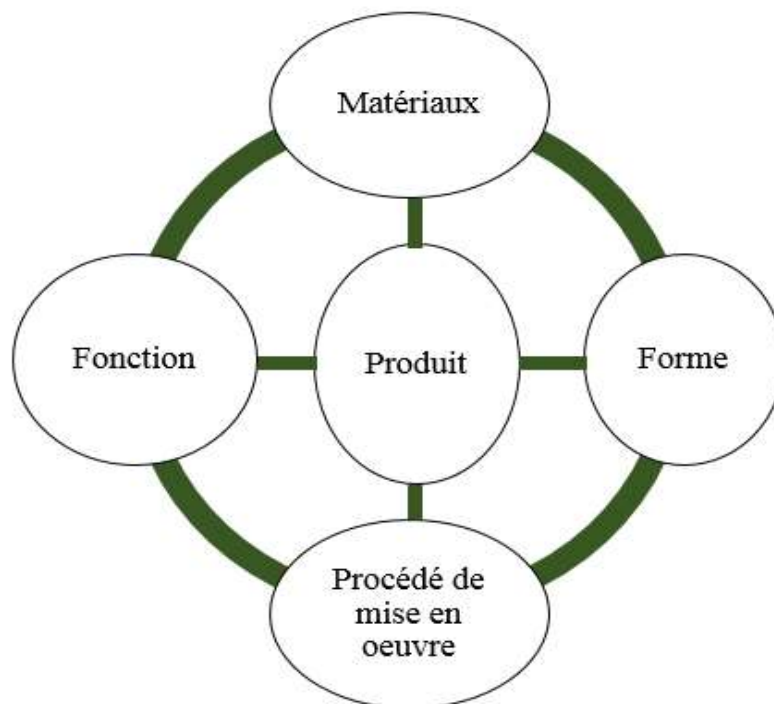 Matériaux
Fonction
Produit
Forme
Procédé de
mise en
oeuvre